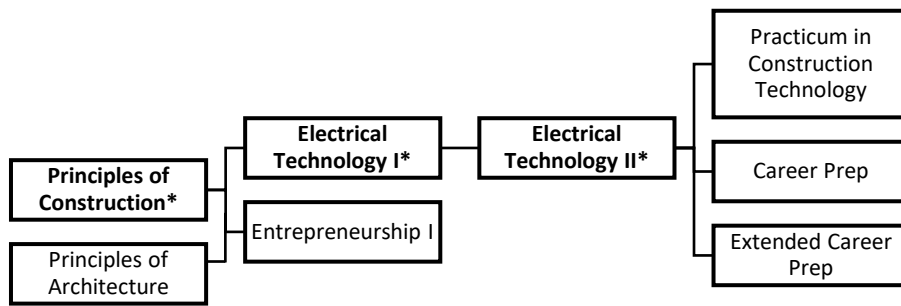 Principles of
Construction*
Principles of
Architecture
Electrical
Technology I*
Entrepreneurship I
Electrical
Technology II*
Practicum in
Construction
Technology
Career Prep
Extended Career
Prep